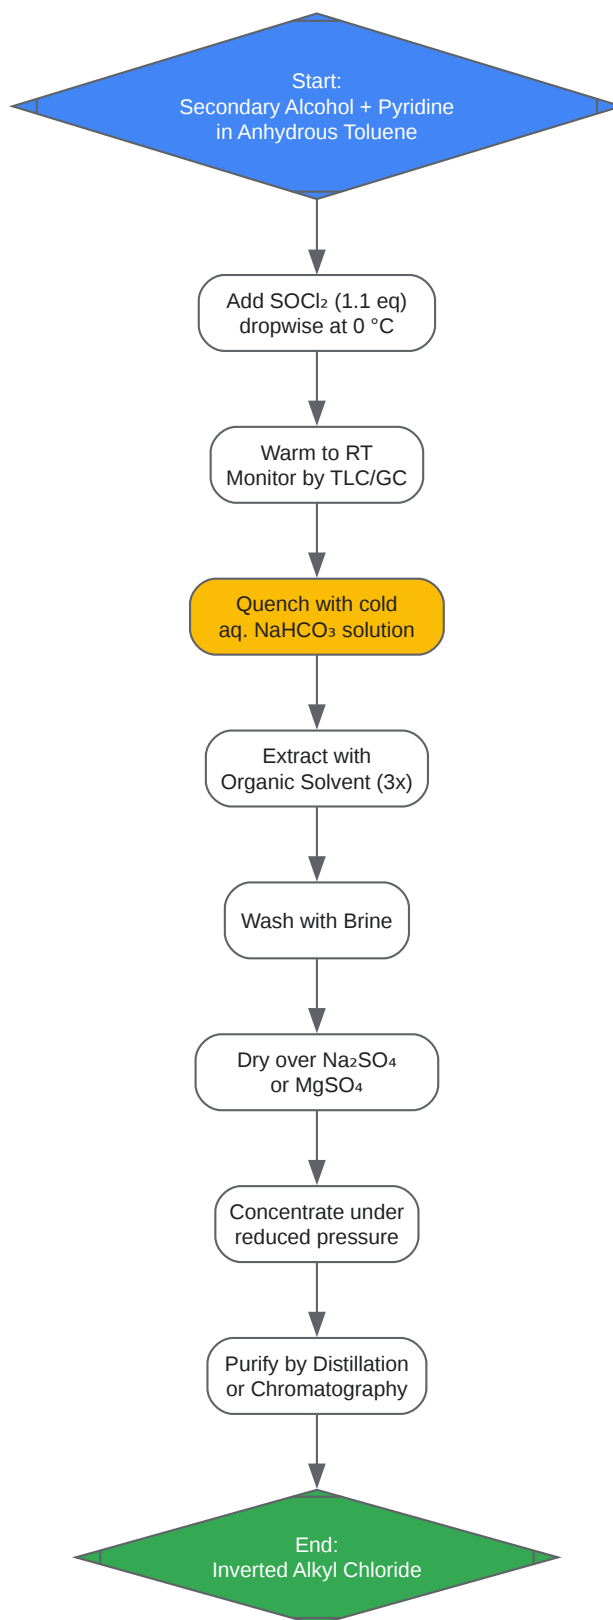 Start:
Secondary Alcohol + Pyridine
in Anhydrous Toluene
Add SOCl₂ (1.1 eq)
dropwise at 0 °C
Warm to RT
Monitor by TLC/GC
Quench with cold
aq. NaHCO₃ solution
Extract with
Organic Solvent (3x)
Wash with Brine
Dry over Na₂SO₄
or MgSO₄
Concentrate under
reduced pressure
Purify by Distillation
or Chromatography
End:
Inverted Alkyl Chloride